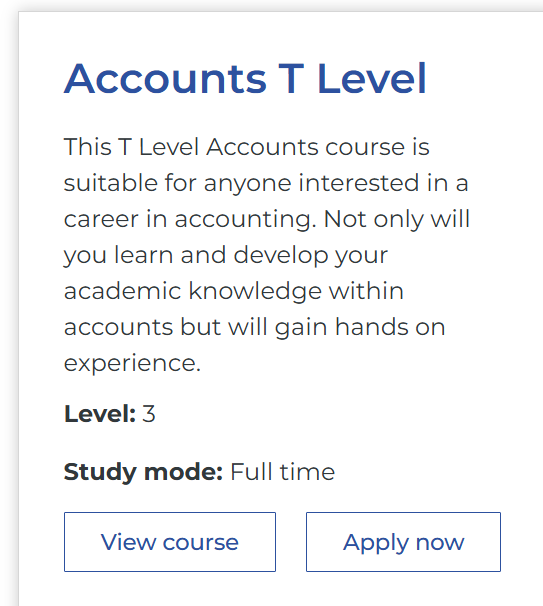 Accounts T Level
This T Level Accounts course is
suitable for anyone interested in a
career in accounting. Not only will
you learn and develop your
academic knowledge within
accounts but will gain hands on
experience.
Level: 3
Study mode: Full time
View course
Apply now